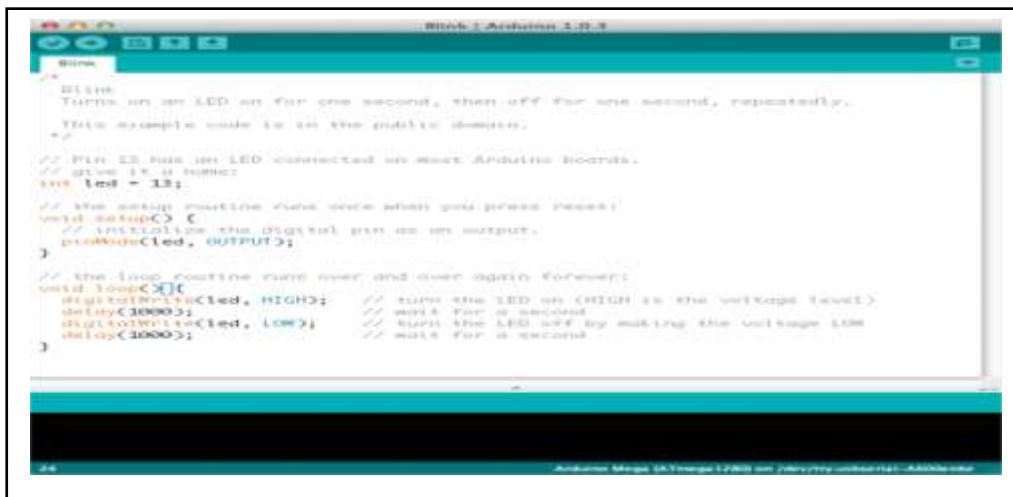 Blink | Arduino 1.0.3
Blink
/*
Blink
Turns on an LED on for one second, then off for one second, repeatedly.
This example code is in the public domain.
*/
// Pin 13 has an LED connected on most Arduino boards.
// give it a name:
int led = 13;
// the setup routine runs once when you press reset:
void setup() {
// initialize the digital pin as an output.
pinMode(led, OUTPUT);
}
// the loop routine runs over and over again forever:
void loop(){
digitalWrite(led, HIGH); // turn the LED on (HIGH is the voltage level)
delay(1000); // wait for a second
digitalWrite(led, LOW); // turn the LED off by making the voltage LOW
delay(1000); // wait for a second
}
24
Arduino Mega (ATmega1280) on